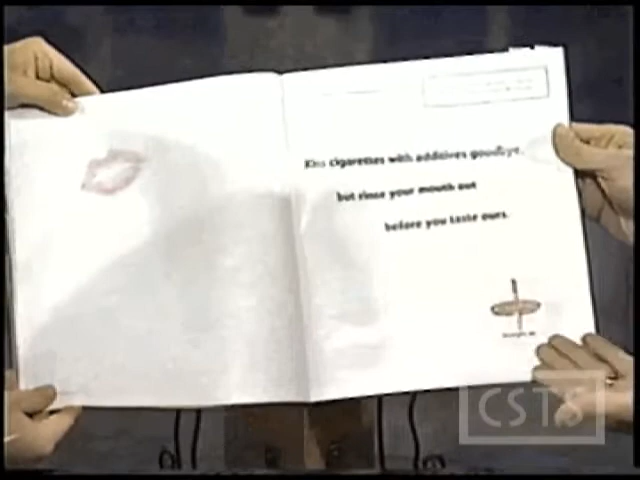 Kiss cigarettes with additives goodbye,
but rinse your mouth out
before you taste ours.
CSTS